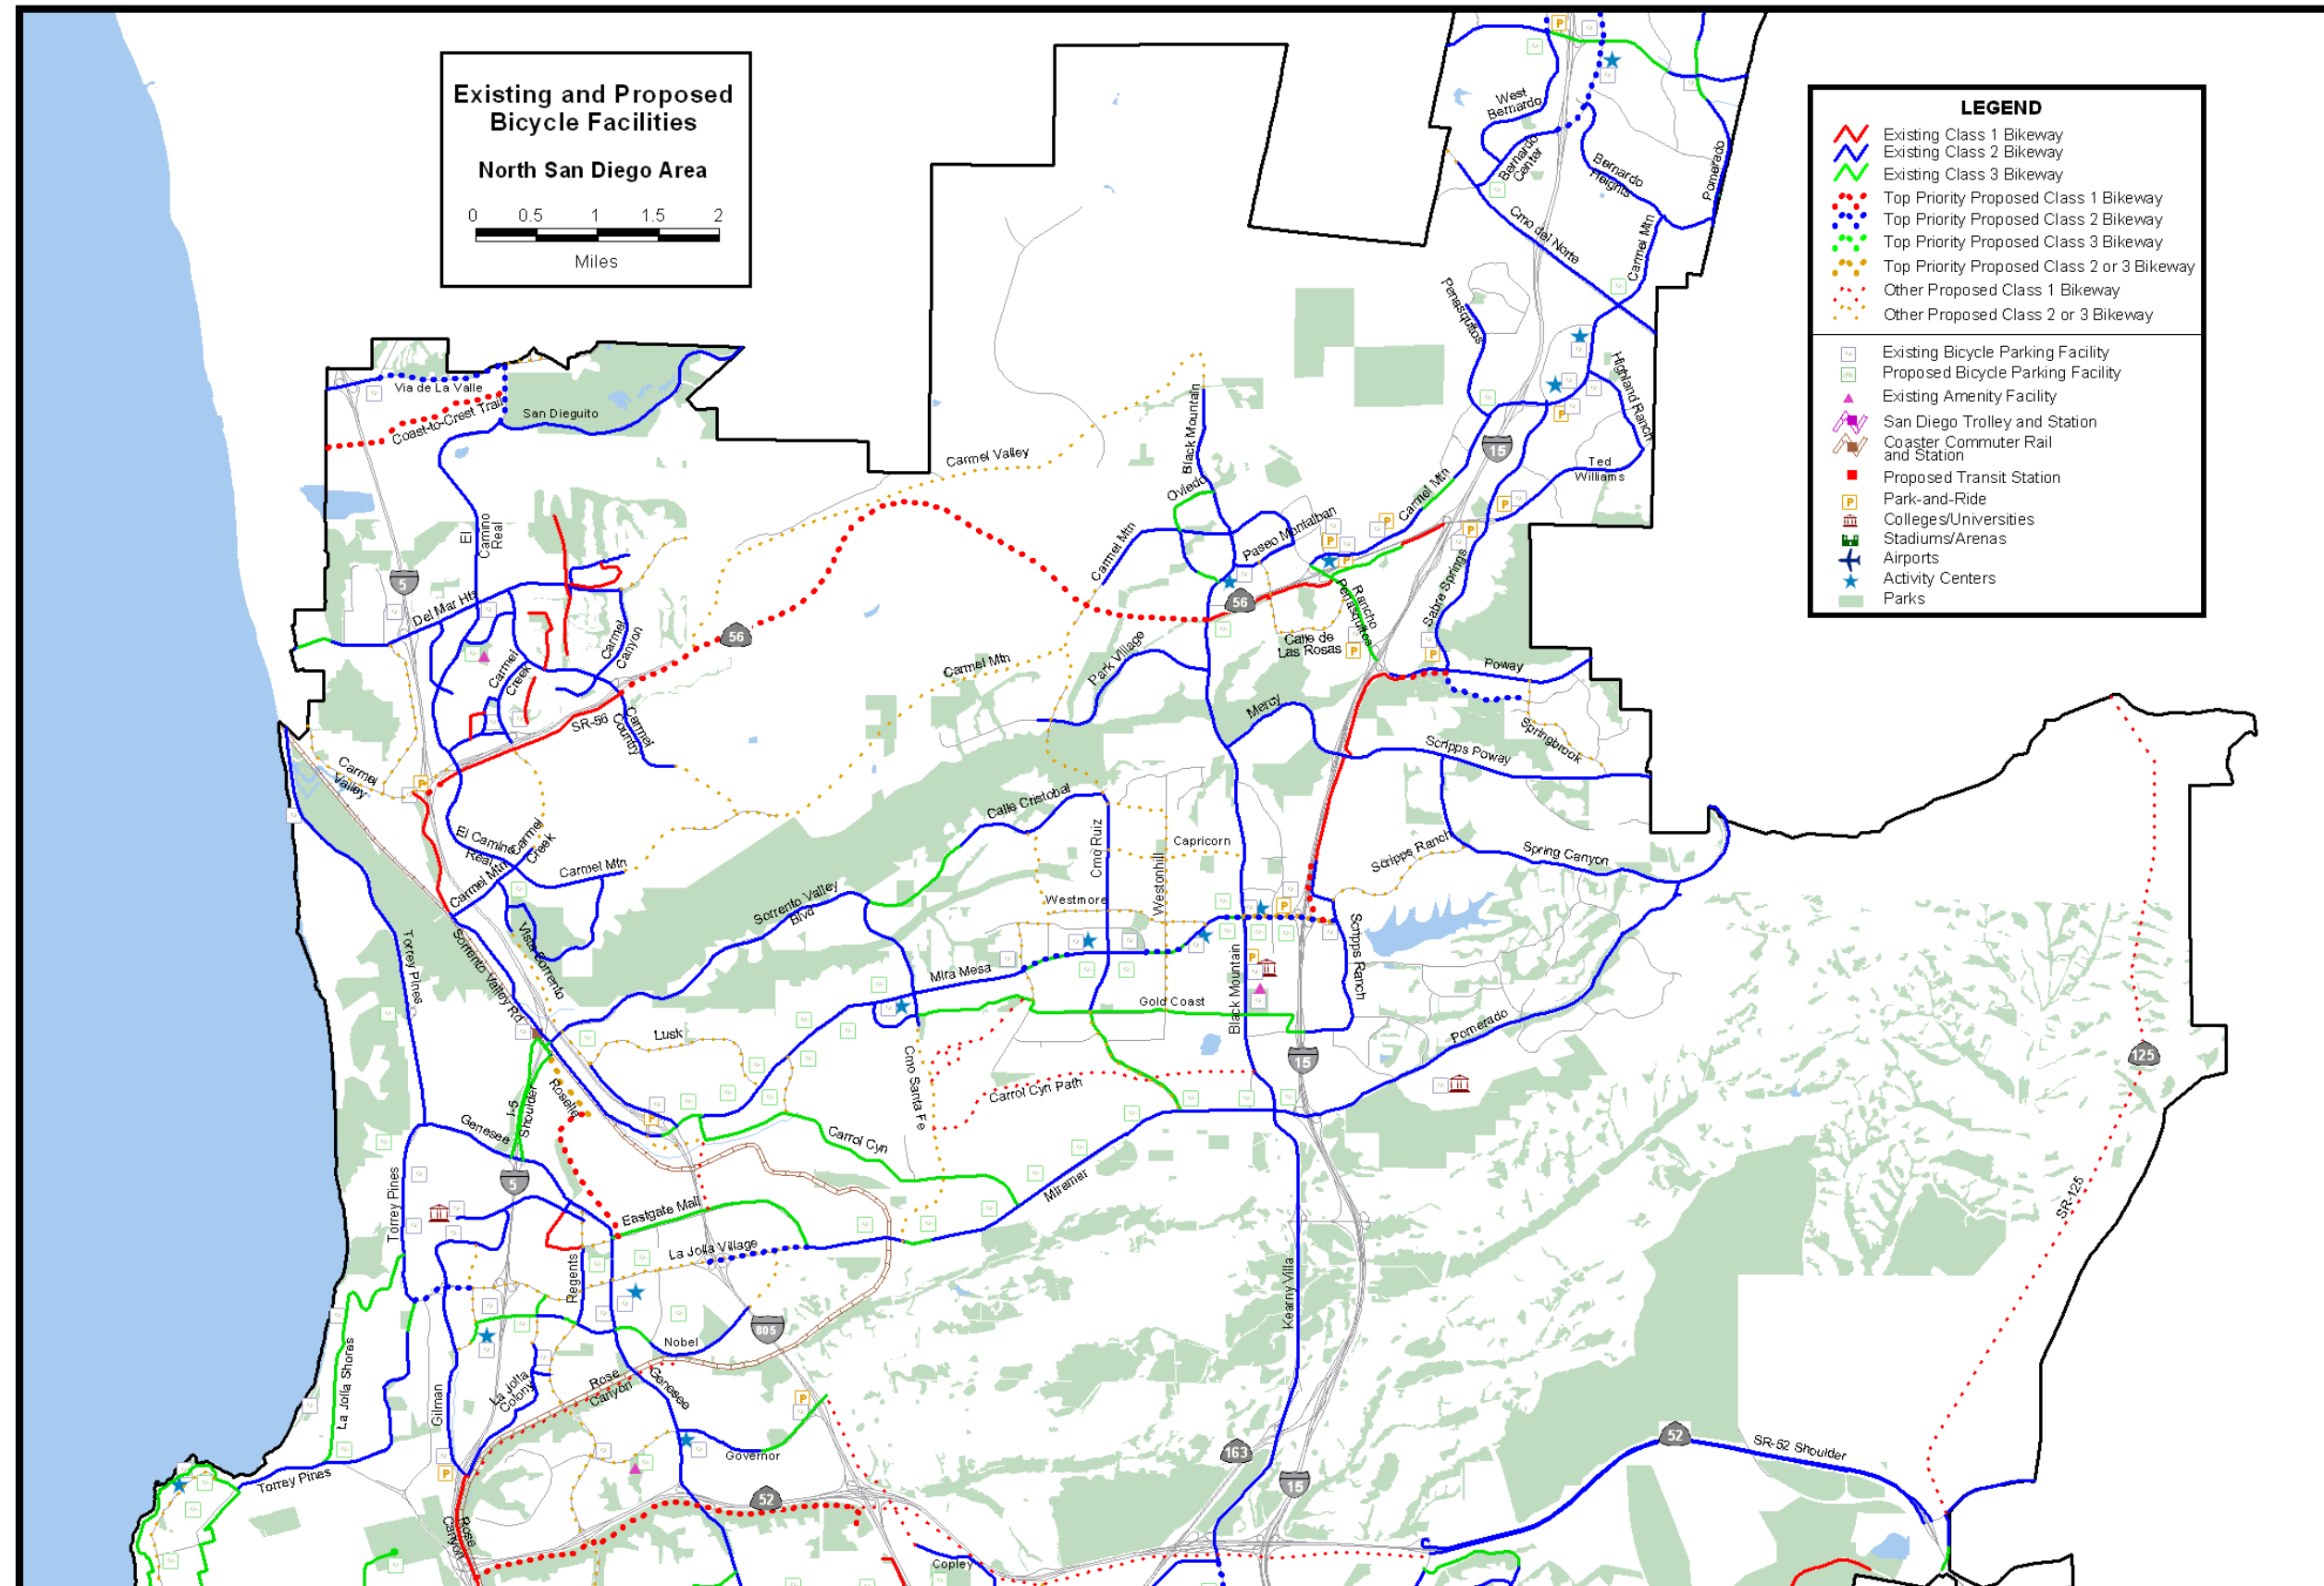 Existing and Proposed
Bicycle Facilities
North San Diego Area
0 0.5 1 1.5 2
Miles
LEGEND
Existing Class 1 Bikeway
Existing Class 2 Bikeway
Existing Class 3 Bikeway
Top Priority Proposed Class 1 Bikeway
Top Priority Proposed Class 2 Bikeway
Top Priority Proposed Class 3 Bikeway
Top Priority Proposed Class 2 or 3 Bikeway
Other Proposed Class 1 Bikeway
Other Proposed Class 2 or 3 Bikeway
Existing Bicycle Parking Facility
Proposed Bicycle Parking Facility
Existing Amenity Facility
San Diego Trolley and Station
Coaster Commuter Rail
and Station
Proposed Transit Station
P Park-and-Ride
Colleges/Universities
Stadiums/Arenas
Airports
Activity Centers
Parks
West
Bernardo
Bernardo
Center
Bernardo
Heights
Pomerado
Cmo del Norte
Carmel Mtn
Penasquitos
Highland Ranch
15
Ted
Williams
Black Mountain
Oviedo
Carmel Mtn
Paseo Montalban
Carmel Mtn
Sabre Springs
56
Rancho
Penasquitos
Calle de
Las Rosas
Poway
Springbrook
Scripps Poway
Mercy
Park Village
Carmel Mtn
Carmel Valley
56
Via de La Valle
Coast-to-Crest Trail
San Dieguito
El
Camino
Real
5
Del Mar Hts
Carmel
Canyon
Carmel
Creek
SR-56
Carmel
Country
Carmel
Valley
El Camino
Real
Carmel
Creek
Carmel Mtn
Carmel Mtn
Sorrento Valley
Blvd
Calle Cristobal
Cmo Ruiz
Capricorn
Westonhill
Westmore
Scripps Ranch
Spring Canyon
Scripps Ranch
Torrey Pines
Sorrento Valley Rd
Vista Sorrento
Mira Mesa
Black Mountain
Gold Coast
Lusk
Cmo Santa Fe
Carrol Cyn Path
15
Pomerado
125
SR-125
Roselle
I-5
Shoulder
Genesee
5
Carrol Cyn
Miramar
Torrey Pines
Eastgate Mall
La Jolla Village
Regents
Kearny Villa
Nobel
805
La Jolla Shores
Gilman
La Jolla
Colony
Rose
Canyon
Genesee
Governor
163
15
52
SR-52 Shoulder
Torrey Pines
Rose
Canyon
52
Copley